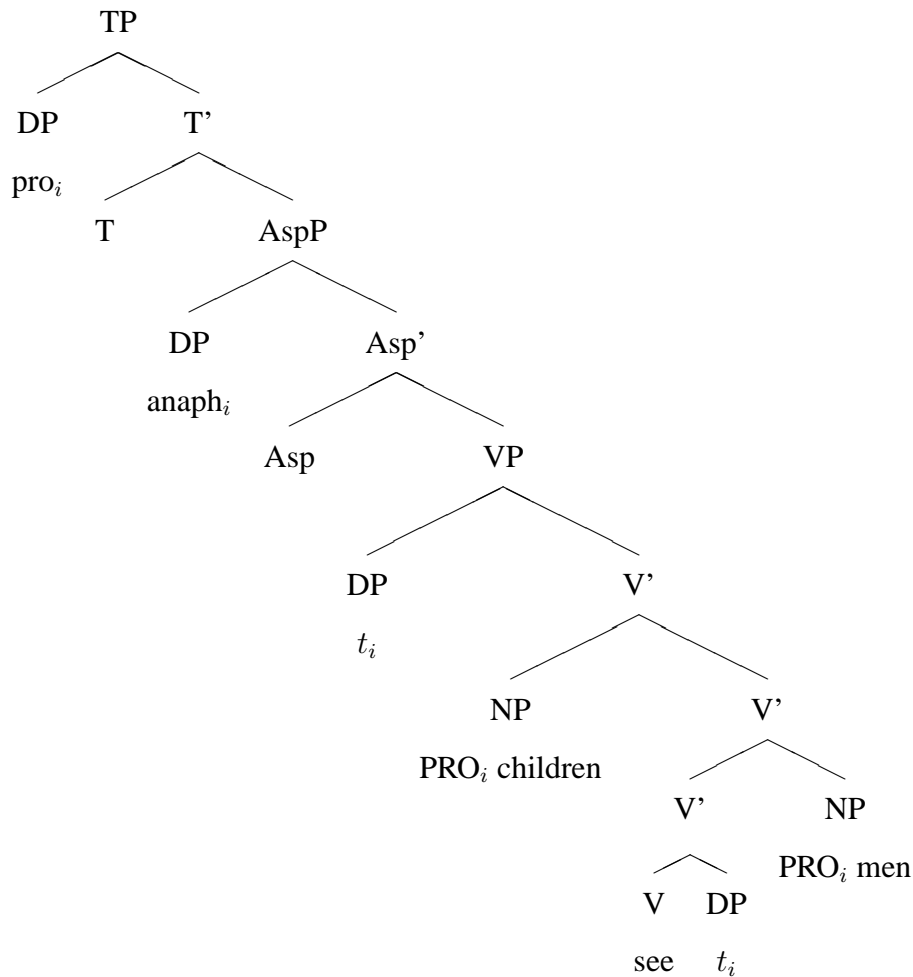 TP
DP T’
pro_i
T AspP
DP Asp’
anaph_i
Asp VP
DP V’
t_i
NP V’
PRO_i children
V’ NP
PRO_i men
V DP
see t_i